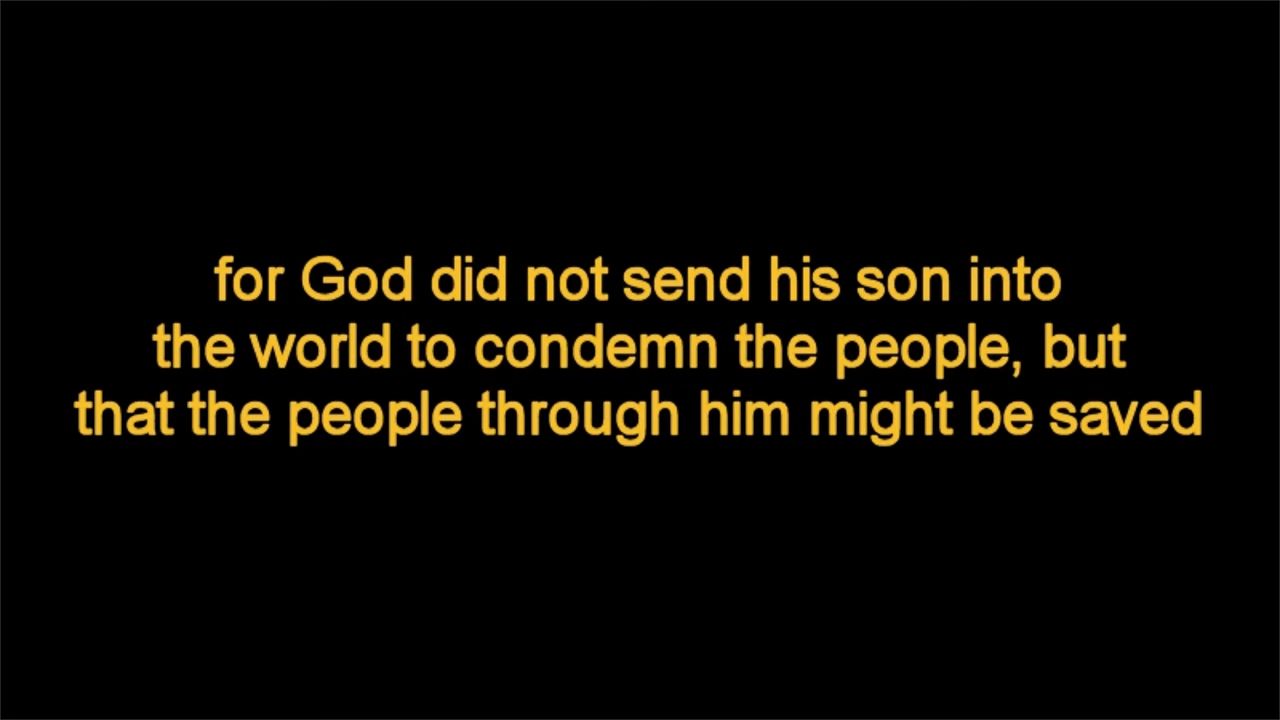 for God did not send his son into
the world to condemn the people, but
that the people through him might be saved